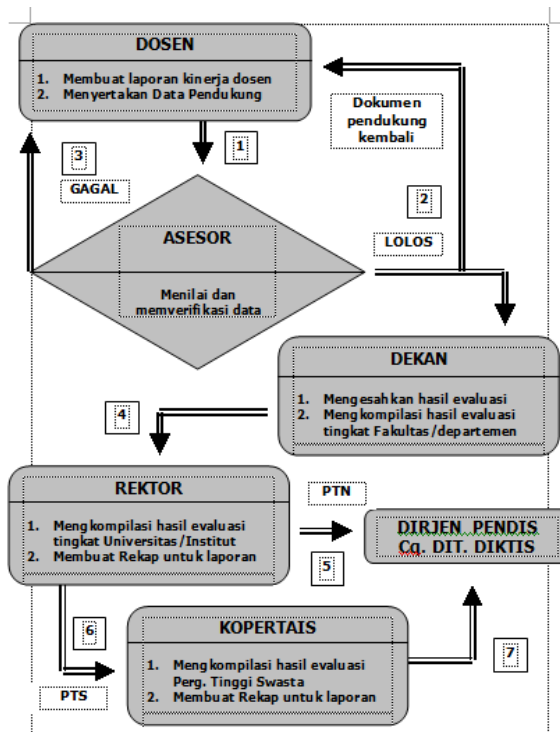 DOSEN
1. Membuat laporan kinerja dosen
2. Menyertakan Data Pendukung
Dokumen
pendukung
kembali
1
3
GAGAL
2
LOLOS
ASESOR
Menilai dan
memverifikasi data
DEKAN
1. Mengesahkan hasil evaluasi
2. Mengkompilasi hasil evaluasi
tingkat Fakultas/departemen
4
REKTOR
1. Mengkompilasi hasil evaluasi
tingkat Universitas/Institut
2. Membuat Rekap untuk laporan
PTN
5
DIRJEN PENDIS
Cq. DIT. DIKTIS
6
PTS
KOPERTAIS
1. Mengkompilasi hasil evaluasi
Perg. Tinggi Swasta
2. Membuat Rekap untuk laporan
7